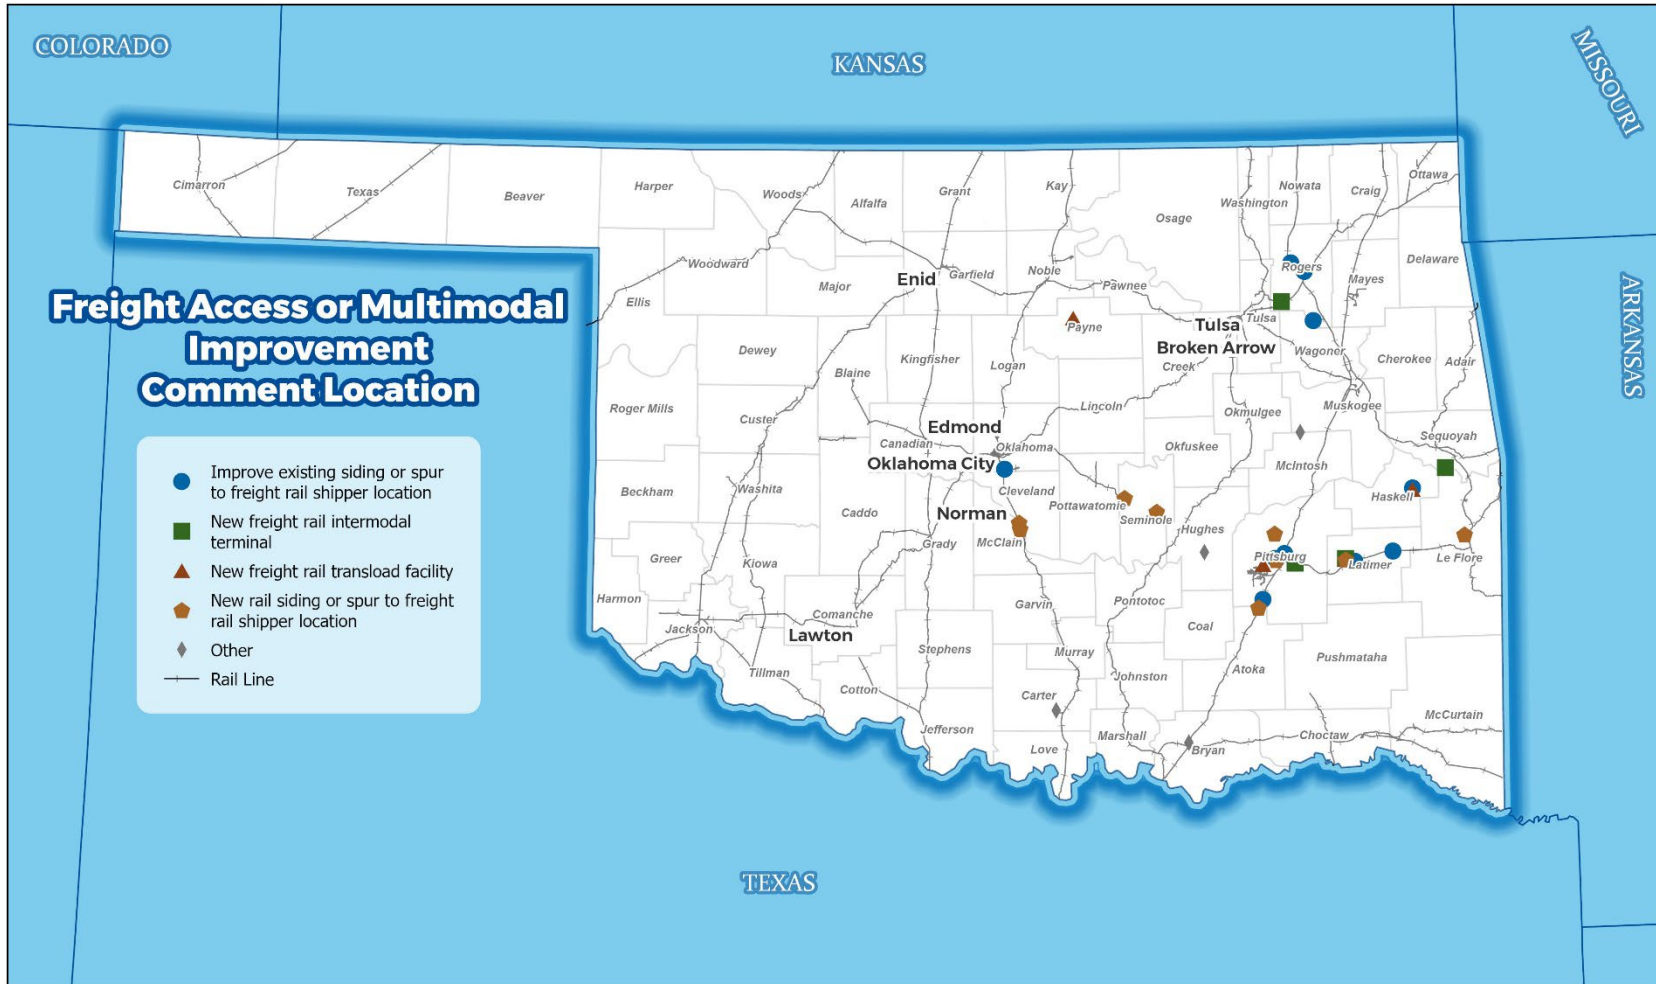 COLORADO
KANSAS
MISSOURI
ARKANSAS
TEXAS
Freight Access or Multimodal
Improvement
Comment Location
Improve existing siding or spur
to freight rail shipper location
New freight rail intermodal
terminal
New freight rail transload facility
New rail siding or spur to freight
rail shipper location
Other
Rail Line
Cimarron
Texas
Beaver
Harper
Woods
Alfalfa
Grant
Kay
Osage
Washington
Nowata
Craig
Ottawa
Woodward
Ellis
Major
Enid
Garfield
Noble
Pawnee
Rogers
Mayes
Delaware
Payne
Tulsa
Tulsa
Broken Arrow
Creek
Wagoner
Cherokee
Adair
Dewey
Blaine
Kingfisher
Logan
Lincoln
Okmulgee
Muskogee
Sequoyah
Roger Mills
Custer
Canadian
Edmond
Oklahoma
Oklahoma City
Okfuskee
McIntosh
Haskell
Beckham
Washita
Caddo
Cleveland
Norman
McClain
Pottawatomie
Seminole
Hughes
Grady
Pittsburg
Latimer
Le Flore
Greer
Kiowa
Harmon
Jackson
Comanche
Lawton
Garvin
Pontotoc
Coal
Tillman
Cotton
Stephens
Murray
Johnston
Atoka
Pushmataha
Carter
Jefferson
Love
Marshall
Bryan
Choctaw
McCurtain